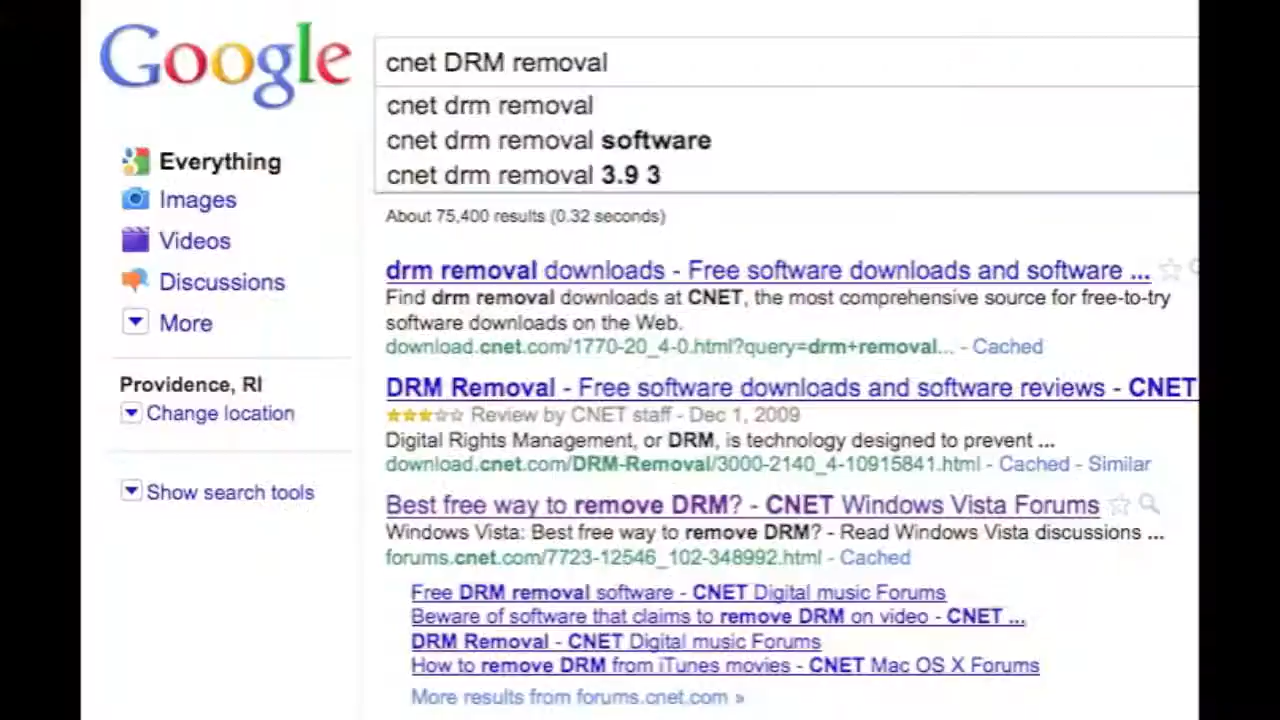 Google
cnet DRM removal
cnet drm removal
cnet drm removal software
cnet drm removal 3.9 3
Everything
Images
Videos
Discussions
More
Providence, RI
Change location
Show search tools
About 75,400 results (0.32 seconds)
drm removal downloads - Free software downloads and software ...
Find drm removal downloads at CNET, the most comprehensive source for free-to-try
software downloads on the Web.
download.cnet.com/1770-20_4-0.html?query=drm+removal... - Cached
DRM Removal - Free software downloads and software reviews - CNET
Review by CNET staff - Dec 1, 2009
Digital Rights Management, or DRM, is technology designed to prevent ...
download.cnet.com/DRM-Removal/3000-2140_4-10915841.html - Cached - Similar
Best free way to remove DRM? - CNET Windows Vista Forums
Windows Vista: Best free way to remove DRM? - Read Windows Vista discussions ...
forums.cnet.com/7723-12546_102-348992.html - Cached
Free DRM removal software - CNET Digital music Forums
Beware of software that claims to remove DRM on video - CNET ...
DRM Removal - CNET Digital music Forums
How to remove DRM from iTunes movies - CNET Mac OS X Forums
More results from forums.cnet.com »